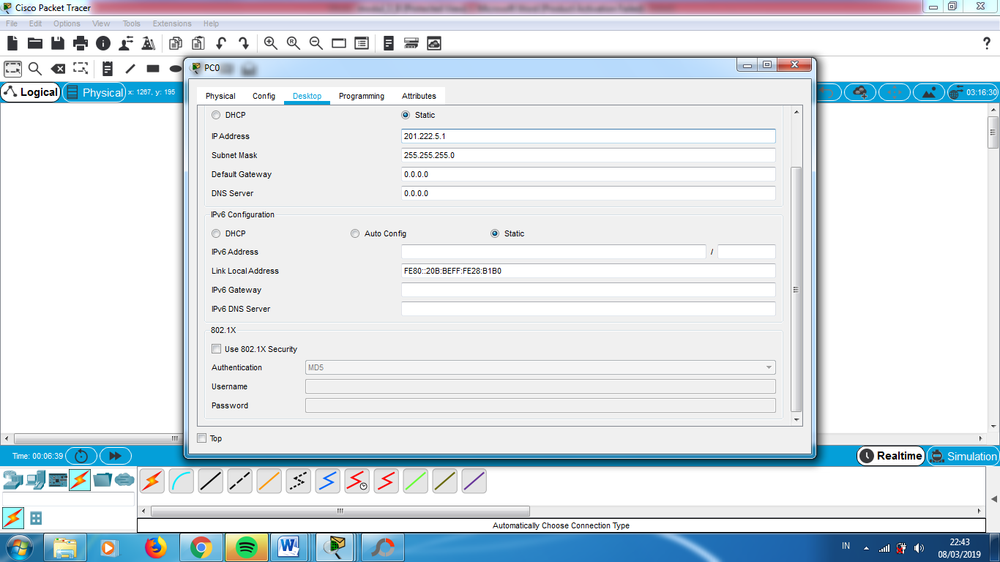 Cisco Packet Tracer
File Edit Options View Tools Extensions Help
PC0
Logical Physical x: 1267, y: 195 03:16:30
Physical Config Desktop Programming Attributes
DHCP Static
IP Address 201.222.5.1
Subnet Mask 255.255.255.0
Default Gateway 0.0.0.0
DNS Server 0.0.0.0
IPv6 Configuration
DHCP Auto Config Static
IPv6 Address /
Link Local Address FE80::20B:BEFF:FE28:B1B0
IPv6 Gateway
IPv6 DNS Server
802.1X
Use 802.1X Security
Authentication MD5
Username
Password
Top
Time: 00:06:39 Realtime Simulation
Automatically Choose Connection Type
IN 22:43
08/03/2019